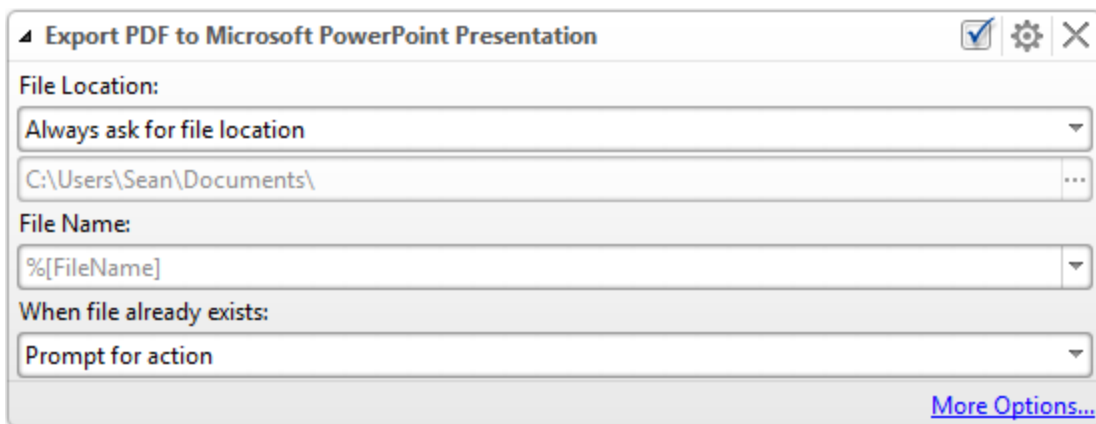 Export PDF to Microsoft PowerPoint Presentation
File Location:
Always ask for file location
C:\Users\Sean\Documents\
...
File Name:
%[FileName]
When file already exists:
Prompt for action
More Options...